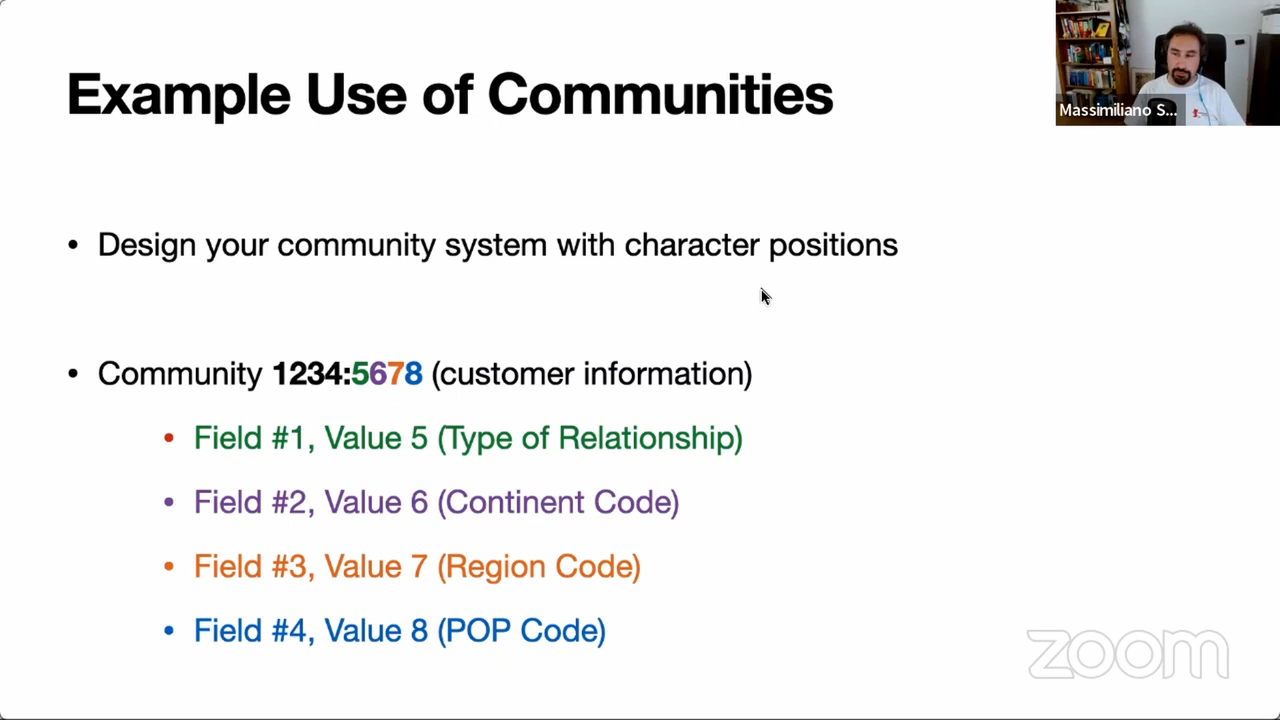 Example Use of Communities
Massimiliano S...
• Design your community system with character positions
• Community 1234:5678 (customer information)
• Field #1, Value 5 (Type of Relationship)
• Field #2, Value 6 (Continent Code)
• Field #3, Value 7 (Region Code)
• Field #4, Value 8 (POP Code)
zoom